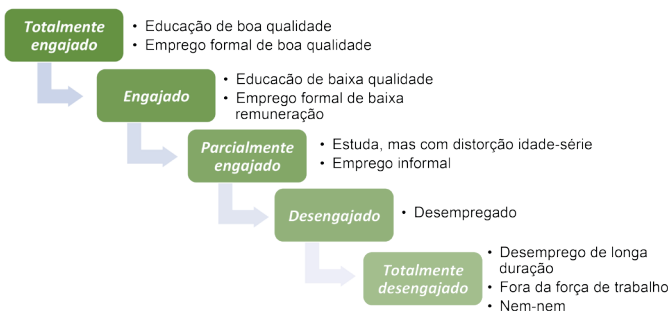 Totalmente
engajado
• Educação de boa qualidade
• Emprego formal de boa qualidade
Engajado
• Educacão de baixa qualidade
• Emprego formal de baixa
remuneração
Parcialmente
engajado
• Estuda, mas com distorção idade-série
• Emprego informal
Desengajado
• Desempregado
Totalmente
desengajado
• Desemprego de longa
duração
• Fora da força de trabalho
• Nem-nem